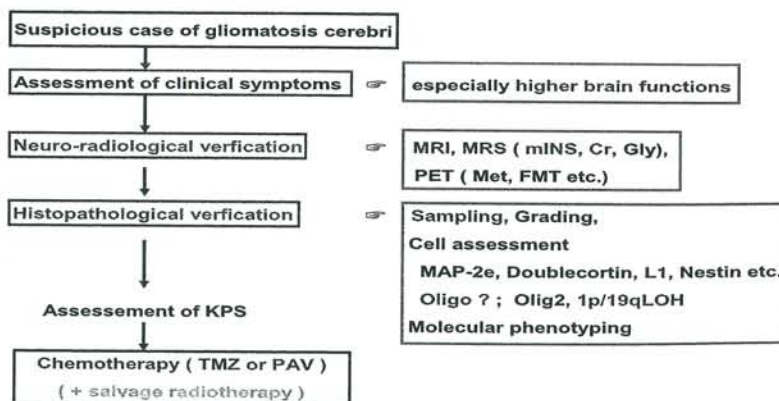 Suspicious case of gliomatosis cerebri
Assessment of clinical symptoms ☞ especially higher brain functions
Neuro-radiological verfication ☞ MRI, MRS ( mINS, Cr, Gly),
PET ( Met, FMT etc.)
Histopathological verfication ☞ Sampling, Grading,
Cell assessment
MAP-2e, Doublecortin, L1, Nestin etc.
Oligo ? ; Olig2, 1p/19qLOH
Molecular phenotyping
Assessement of KPS
Chemotherapy ( TMZ or PAV )
( + salvage radiotherapy )